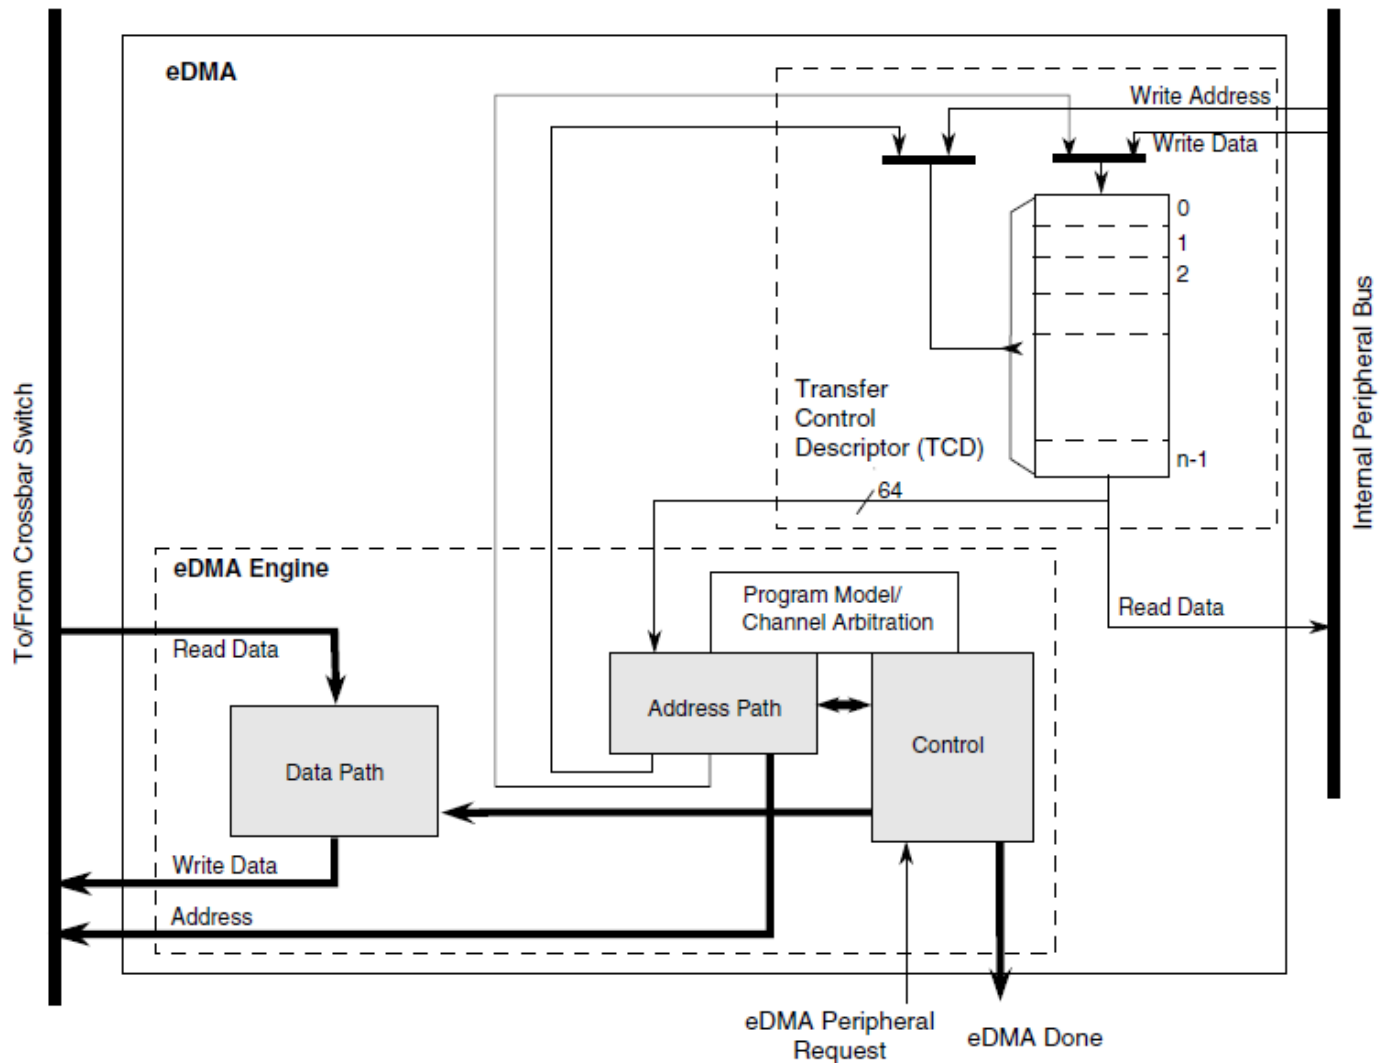 eDMA
Write Address
Write Data
0
1
2
n-1
Transfer
Control
Descriptor (TCD)
64
To/From Crossbar Switch
Internal Peripheral Bus
eDMA Engine
Program Model/
Channel Arbitration
Read Data
Read Data
Address Path
Control
Data Path
Write Data
Address
eDMA Peripheral
Request
eDMA Done